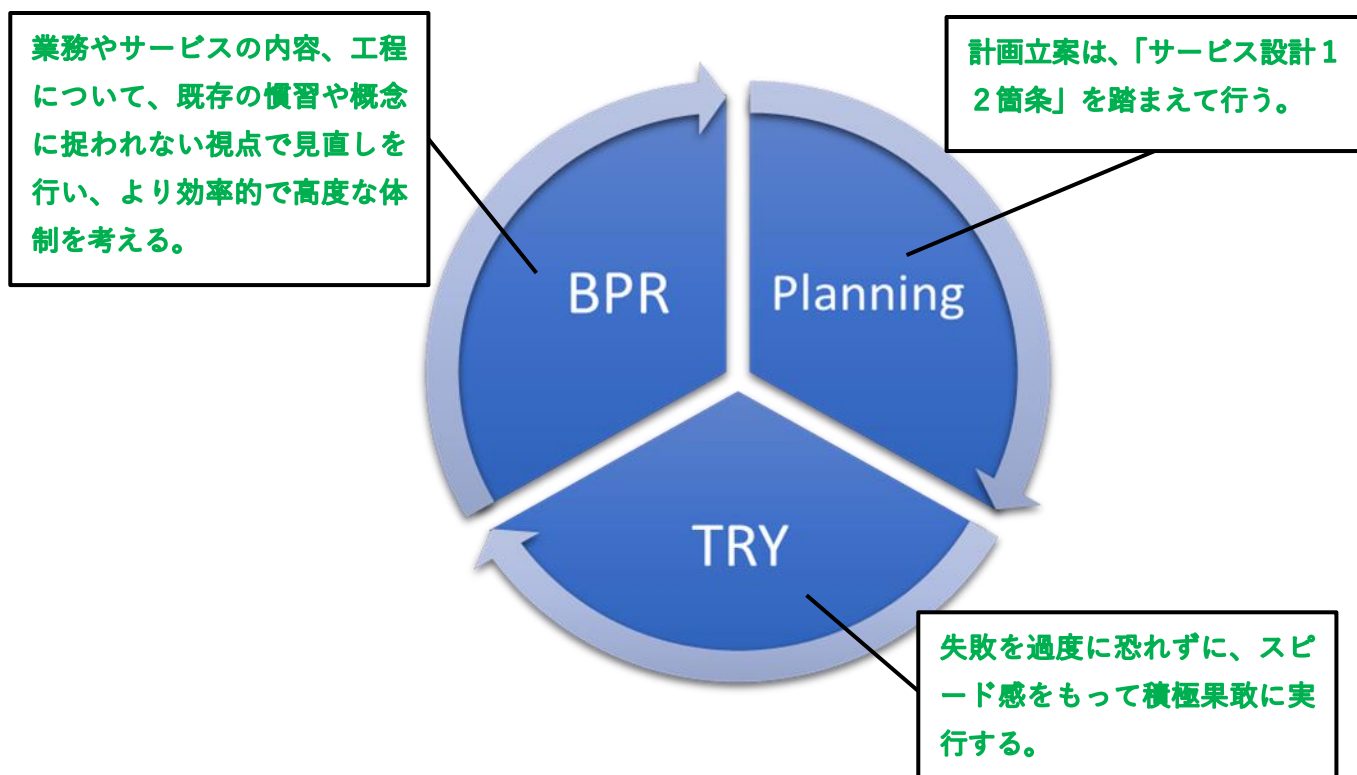 業務やサービスの内容、工程
について、既存の慣習や概念
に捉われない視点で見直しを
行い、より効率的で高度な体
制を考える。
計画立案は、「サービス設計１
２箇条」を踏まえて行う。
BPR
Planning
TRY
失敗を過度に恐れずに、スピ
ード感をもって積極果敢に実
行する。